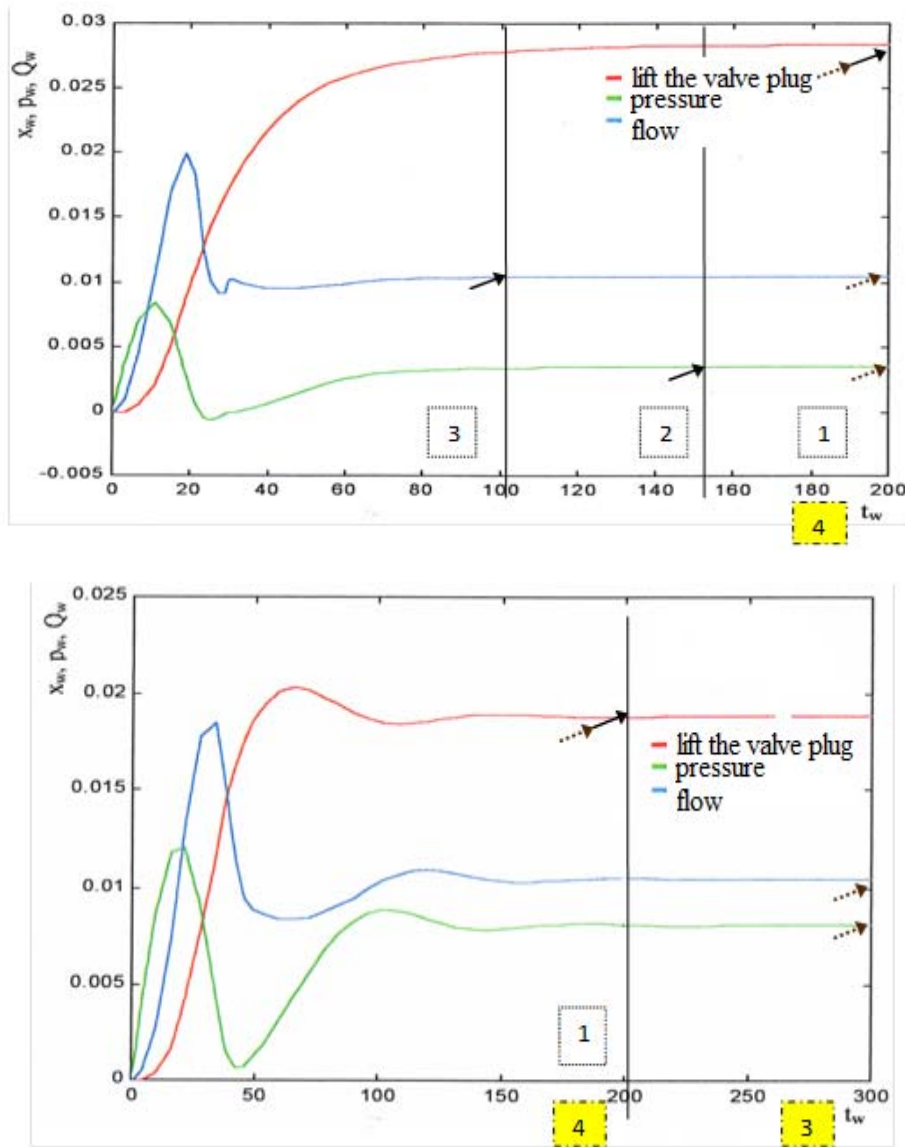 0.03
0.025
0.02
0.015
0.01
0.005
0
-0.005
xw, pw, Qw
lift the valve plug
pressure
flow
3
2
1
0 20 40 60 80 100 120 140 160 180 200
tw
4
0.025
0.02
0.015
0.01
0.005
0
xw, pw, Qw
lift the valve plug
pressure
flow
1
0 50 100 150 200 250 300
tw
4
3